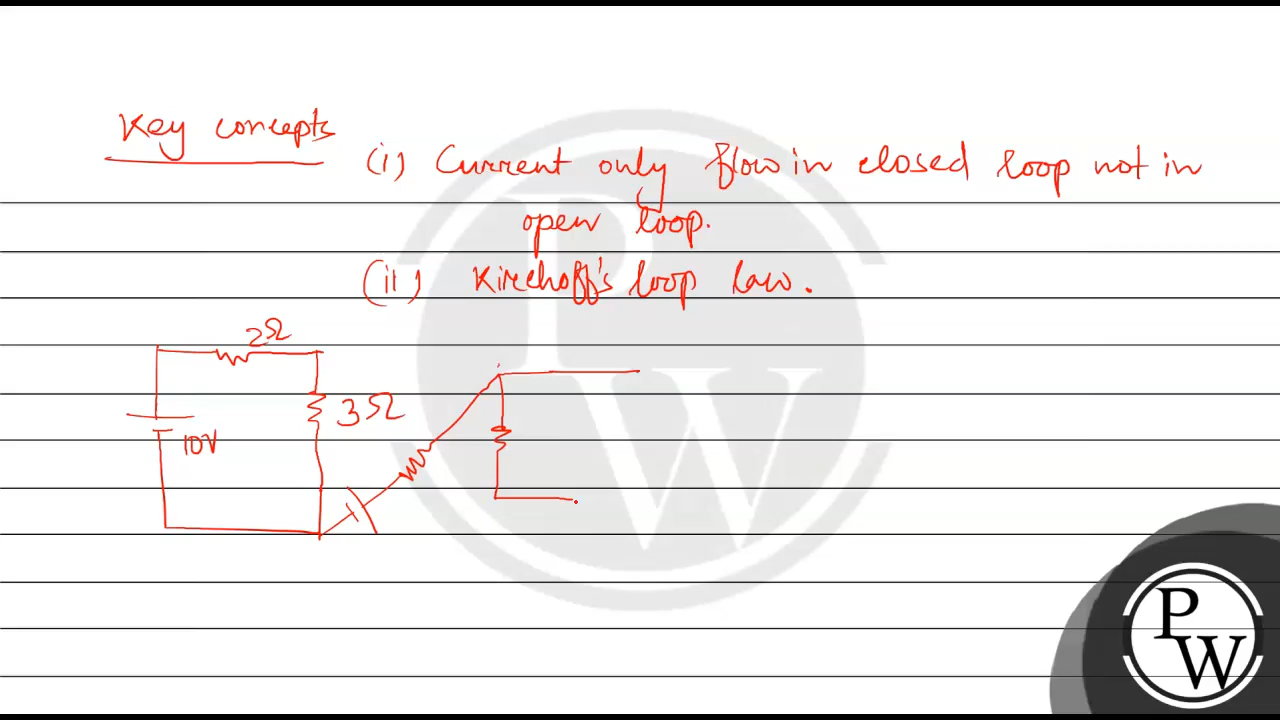 Key concepts
(i) Current only flow in closed loop not in
open loop.
(ii) Kirchoff's loop law.
2Ω
3Ω
10V
P
W
P
W